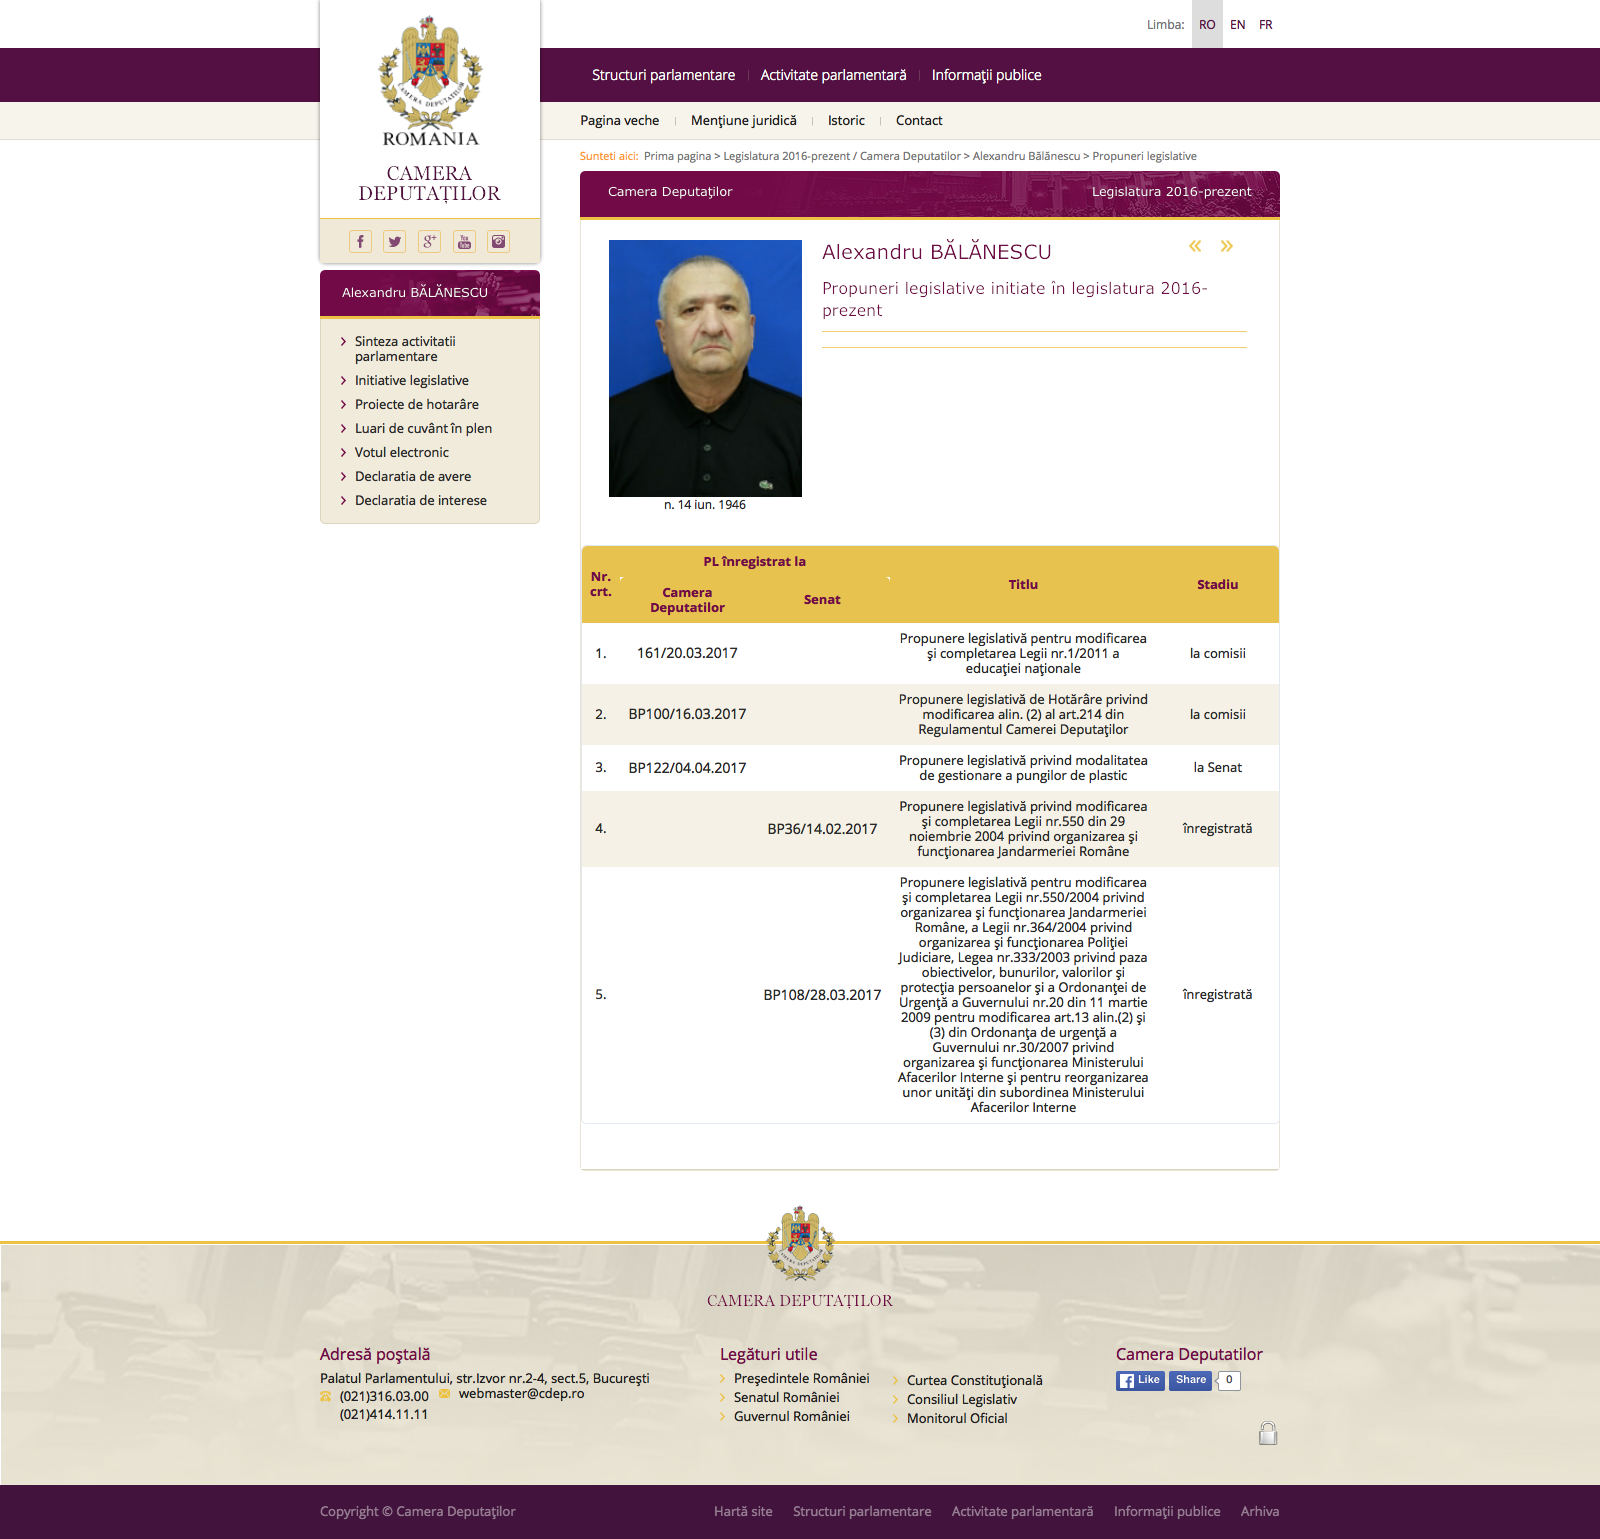 Limba: RO EN FR
CAMERA DEPUTAȚILOR
ROMANIA
CAMERA
DEPUTAȚILOR
Structuri parlamentare
Activitate parlamentară
Informaţii publice
Pagina veche
Menţiune juridică
Istoric
Contact
Sunteti aici: Prima pagina > Legislatura 2016-prezent / Camera Deputatilor > Alexandru Bălănescu > Propuneri legislative
Camera Deputaţilor
Legislatura 2016-prezent
Alexandru BĂLĂNESCU
Sinteza activitatii
parlamentare
Initiative legislative
Proiecte de hotarâre
Luari de cuvânt în plen
Votul electronic
Declaratia de avere
Declaratia de interese
Alexandru BĂLĂNESCU
Propuneri legislative initiate în legislatura 2016-
prezent
n. 14 iun. 1946
Nr.
crt.
PL înregistrat la
Camera
Deputatilor
Senat
Titlu
Stadiu
1.
161/20.03.2017
Propunere legislativă pentru modificarea
şi completarea Legii nr.1/2011 a
educaţiei naţionale
la comisii
2.
BP100/16.03.2017
Propunere legislativă de Hotărâre privind
modificarea alin. (2) al art.214 din
Regulamentul Camerei Deputaţilor
la comisii
3.
BP122/04.04.2017
Propunere legislativă privind modalitatea
de gestionare a pungilor de plastic
la Senat
4.
BP36/14.02.2017
Propunere legislativă privind modificarea
şi completarea Legii nr.550 din 29
noiembrie 2004 privind organizarea şi
funcţionarea Jandarmeriei Române
înregistrată
5.
BP108/28.03.2017
Propunere legislativă pentru modificarea
şi completarea Legii nr.550/2004 privind
organizarea şi funcţionarea Jandarmeriei
Române, a Legii nr.364/2004 privind
organizarea şi funcţionarea Poliţiei
Judiciare, Legea nr.333/2003 privind paza
obiectivelor, bunurilor, valorilor şi
protecţia persoanelor şi a Ordonanţei de
Urgenţă a Guvernului nr.20 din 11 martie
2009 pentru modificarea art.13 alin.(2) şi
(3) din Ordonanţa de urgenţă a
Guvernului nr.30/2007 privind
organizarea şi funcţionarea Ministerului
Afacerilor Interne şi pentru reorganizarea
unor unităţi din subordinea Ministerului
Afacerilor Interne
înregistrată
CAMERA DEPUTAȚILOR
CAMERA DEPUTAȚILOR
Adresă poştală
Palatul Parlamentului, str.Izvor nr.2-4, sect.5, Bucureşti
(021)316.03.00
webmaster@cdep.ro
(021)414.11.11
Legături utile
Preşedintele României
Senatul României
Guvernul României
Curtea Constituţională
Consiliul Legislativ
Monitorul Oficial
Camera Deputatilor
Like
Share
0
Copyright © Camera Deputaţilor
Hartă site
Structuri parlamentare
Activitate parlamentară
Informaţii publice
Arhiva